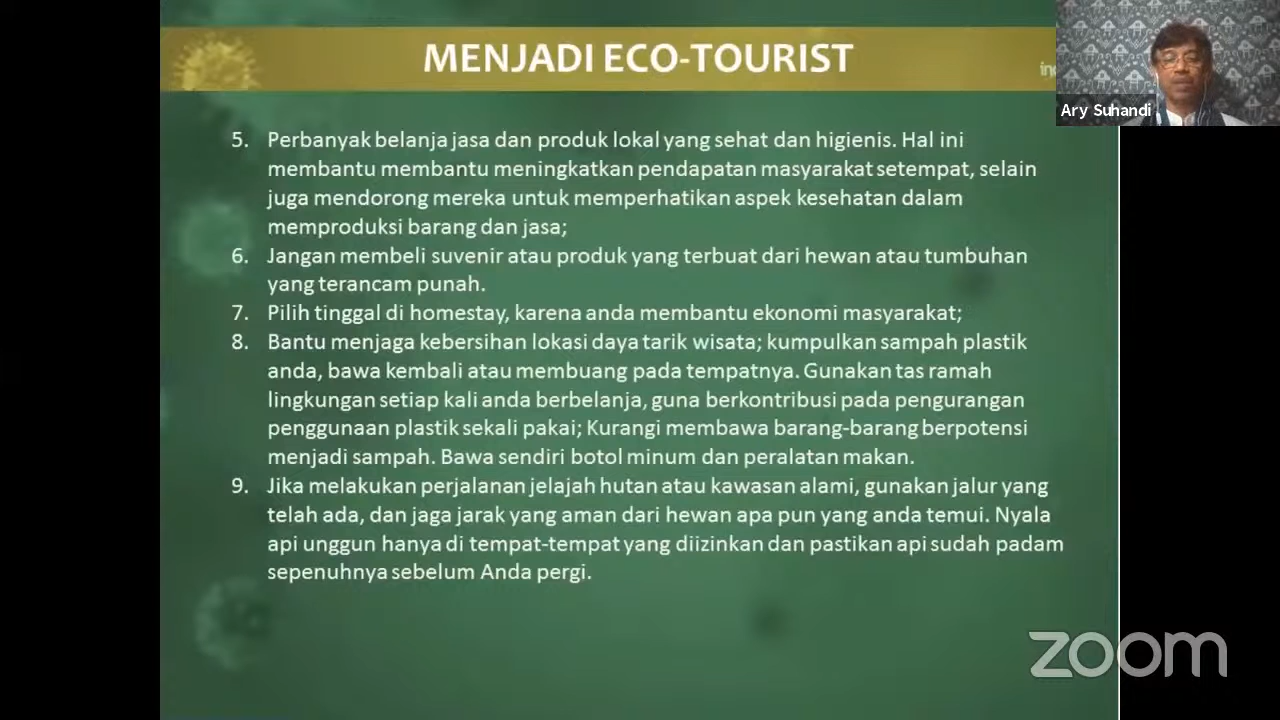 MENJADI ECO-TOURIST
Ary Suhandi
5. Perbanyak belanja jasa dan produk lokal yang sehat dan higienis. Hal ini
membantu membantu meningkatkan pendapatan masyarakat setempat, selain
juga mendorong mereka untuk memperhatikan aspek kesehatan dalam
memproduksi barang dan jasa;
6. Jangan membeli suvenir atau produk yang terbuat dari hewan atau tumbuhan
yang terancam punah.
7. Pilih tinggal di homestay, karena anda membantu ekonomi masyarakat;
8. Bantu menjaga kebersihan lokasi daya tarik wisata; kumpulkan sampah plastik
anda, bawa kembali atau membuang pada tempatnya. Gunakan tas ramah
lingkungan setiap kali anda berbelanja, guna berkontribusi pada pengurangan
penggunaan plastik sekali pakai; Kurangi membawa barang-barang berpotensi
menjadi sampah. Bawa sendiri botol minum dan peralatan makan.
9. Jika melakukan perjalanan jelajah hutan atau kawasan alami, gunakan jalur yang
telah ada, dan jaga jarak yang aman dari hewan apa pun yang anda temui. Nyala
api unggun hanya di tempat-tempat yang diizinkan dan pastikan api sudah padam
sepenuhnya sebelum Anda pergi.
zoom